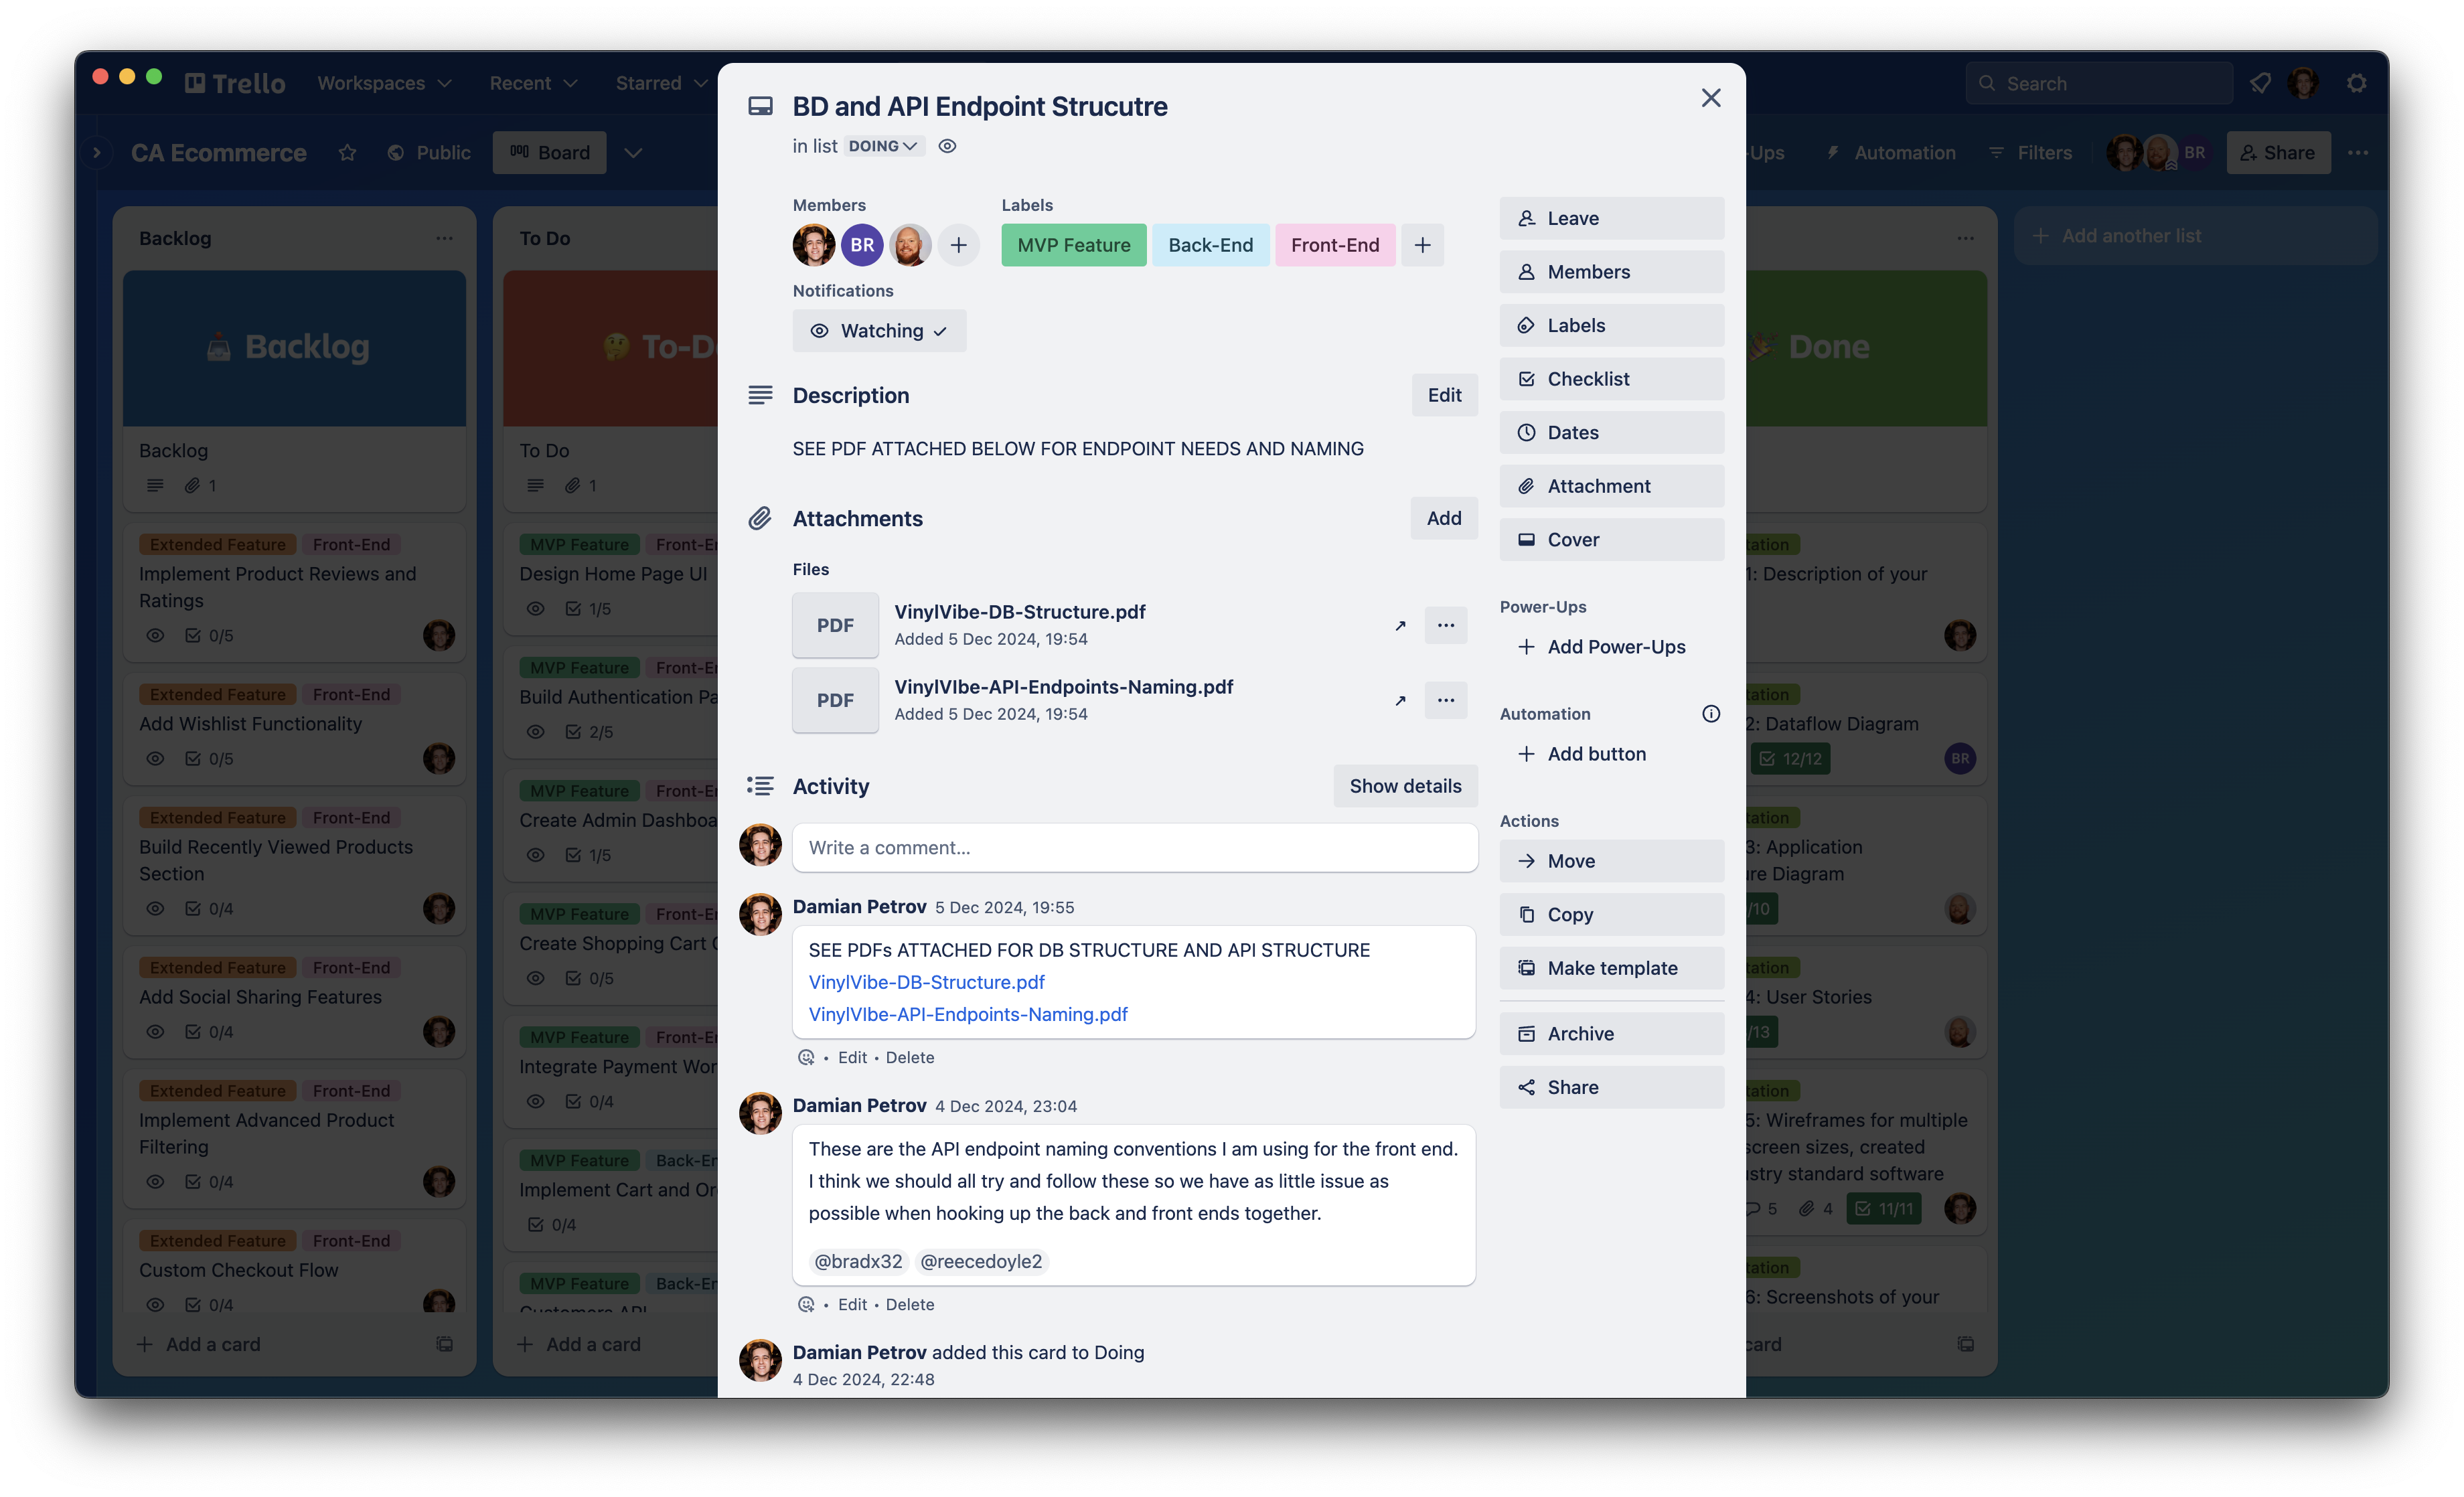 Trello
Workspaces
Recent
Starred
Search
CA Ecommerce
Public
Board
-Ups
Automation
Filters
BR
Share
Backlog
Backlog
Backlog
1
Extended Feature
Front-End
Implement Product Reviews and
Ratings
0/5
Extended Feature
Front-End
Add Wishlist Functionality
0/5
Extended Feature
Front-End
Build Recently Viewed Products
Section
0/4
Extended Feature
Front-End
Add Social Sharing Features
0/4
Extended Feature
Front-End
Implement Advanced Product
Filtering
0/4
Extended Feature
Front-End
Custom Checkout Flow
0/4
Add a card
To Do
To-D
To Do
1
MVP Feature
Front-E
Design Home Page UI
1/5
MVP Feature
Front-E
Build Authentication Pa
2/5
MVP Feature
Front-E
Create Admin Dashboa
1/5
MVP Feature
Front-E
Create Shopping Cart
0/5
MVP Feature
Front-E
Integrate Payment Wor
0/4
MVP Feature
Back-E
Implement Cart and Or
0/4
MVP Feature
Back-E
Customers API
Add a card
BD and API Endpoint Strucutre
in list DOING
Members
BR
Labels
MVP Feature
Back-End
Front-End
Notifications
Watching
Description
Edit
SEE PDF ATTACHED BELOW FOR ENDPOINT NEEDS AND NAMING
Attachments
Add
Files
PDF
VinylVibe-DB-Structure.pdf
Added 5 Dec 2024, 19:54
PDF
VinylVIbe-API-Endpoints-Naming.pdf
Added 5 Dec 2024, 19:54
Activity
Show details
Write a comment...
Damian Petrov 5 Dec 2024, 19:55
SEE PDFs ATTACHED FOR DB STRUCTURE AND API STRUCTURE
VinylVibe-DB-Structure.pdf
VinylVIbe-API-Endpoints-Naming.pdf
• Edit • Delete
Damian Petrov 4 Dec 2024, 23:04
These are the API endpoint naming conventions I am using for the front end.
I think we should all try and follow these so we have as little issue as
possible when hooking up the back and front ends together.
@bradx32 @reecedoyle2
• Edit • Delete
Damian Petrov added this card to Doing
4 Dec 2024, 22:48
Leave
Members
Labels
Checklist
Dates
Attachment
Cover
Power-Ups
Add Power-Ups
Automation
Add button
Actions
Move
Copy
Make template
Archive
Share
Done
tation
1: Description of your
tation
2: Dataflow Diagram
12/12
BR
tation
3: Application
re Diagram
/10
tation
4: User Stories
/13
tation
5: Wireframes for multiple
screen sizes, created
stry standard software
5
4
11/11
tation
6: Screenshots of your
card
Add another list